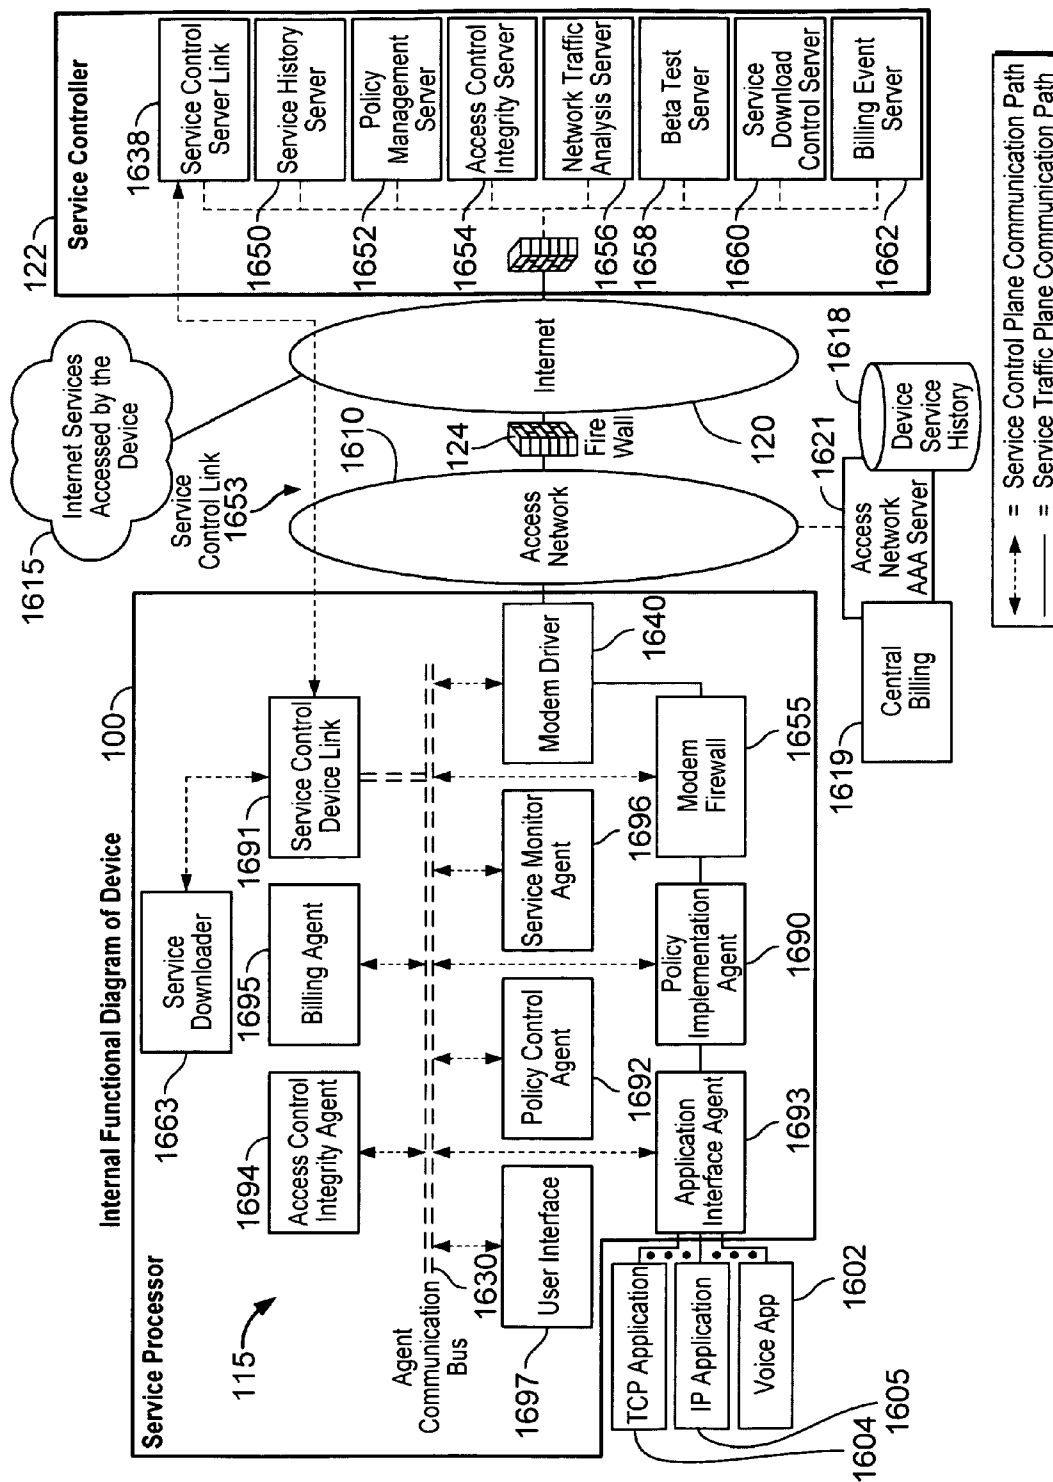 Internal Functional Diagram of Device
100
Service Processor
115
1663
Service
Downloader
1694
Access Control
Integrity Agent
1695
Billing Agent
1691
Service Control
Device Link
Agent
Communication
Bus
1630
User Interface
1697
Policy Control
Agent
1692
Service Monitor
Agent
1696
Modem Driver
1640
Application
Interface Agent
1693
Policy
Implementation
Agent
1690
Modem
Firewall
1655
TCP Application
IP Application
Voice App
1604
1605
1602
1615
Internet Services
Accessed by the
Device
Service
Control Link
1653
1610
Access
Network
124
Fire
Wall
Internet
120
1619
Central
Billing
1621
Access
Network
AAA Server
1618
Device
Service
History
122
Service Controller
1638
Service Control
Server Link
1650
Service History
Server
1652
Policy
Management
Server
1654
Access Control
Integrity Server
1656
Network Traffic
Analysis Server
1658
Beta Test
Server
1660
Service
Download
Control Server
1662
Billing Event
Server
= Service Control Plane Communication Path
= Service Traffic Plane Communication Path